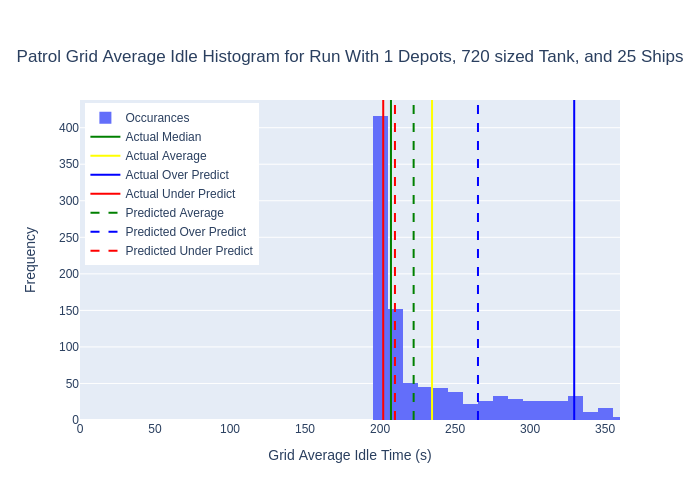 Patrol Grid Average Idle Histogram for Run With 1 Depots, 720 sized Tank, and 25 Ships
Occurances
Actual Median
Actual Average
Actual Over Predict
Actual Under Predict
Predicted Average
Predicted Over Predict
Predicted Under Predict
Frequency
400
350
300
250
200
150
100
50
0
0 50 100 150 200 250 300 350
Grid Average Idle Time (s)